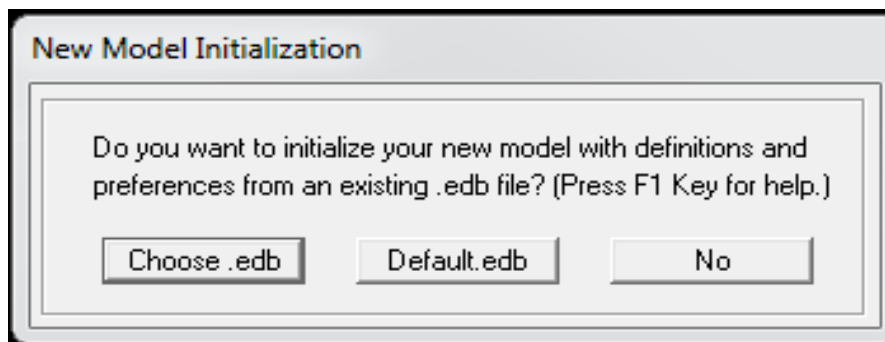 New Model Initialization
Do you want to initialize your new model with definitions and
preferences from an existing .edb file? (Press F1 Key for help.)
Choose .edb Default.edb No